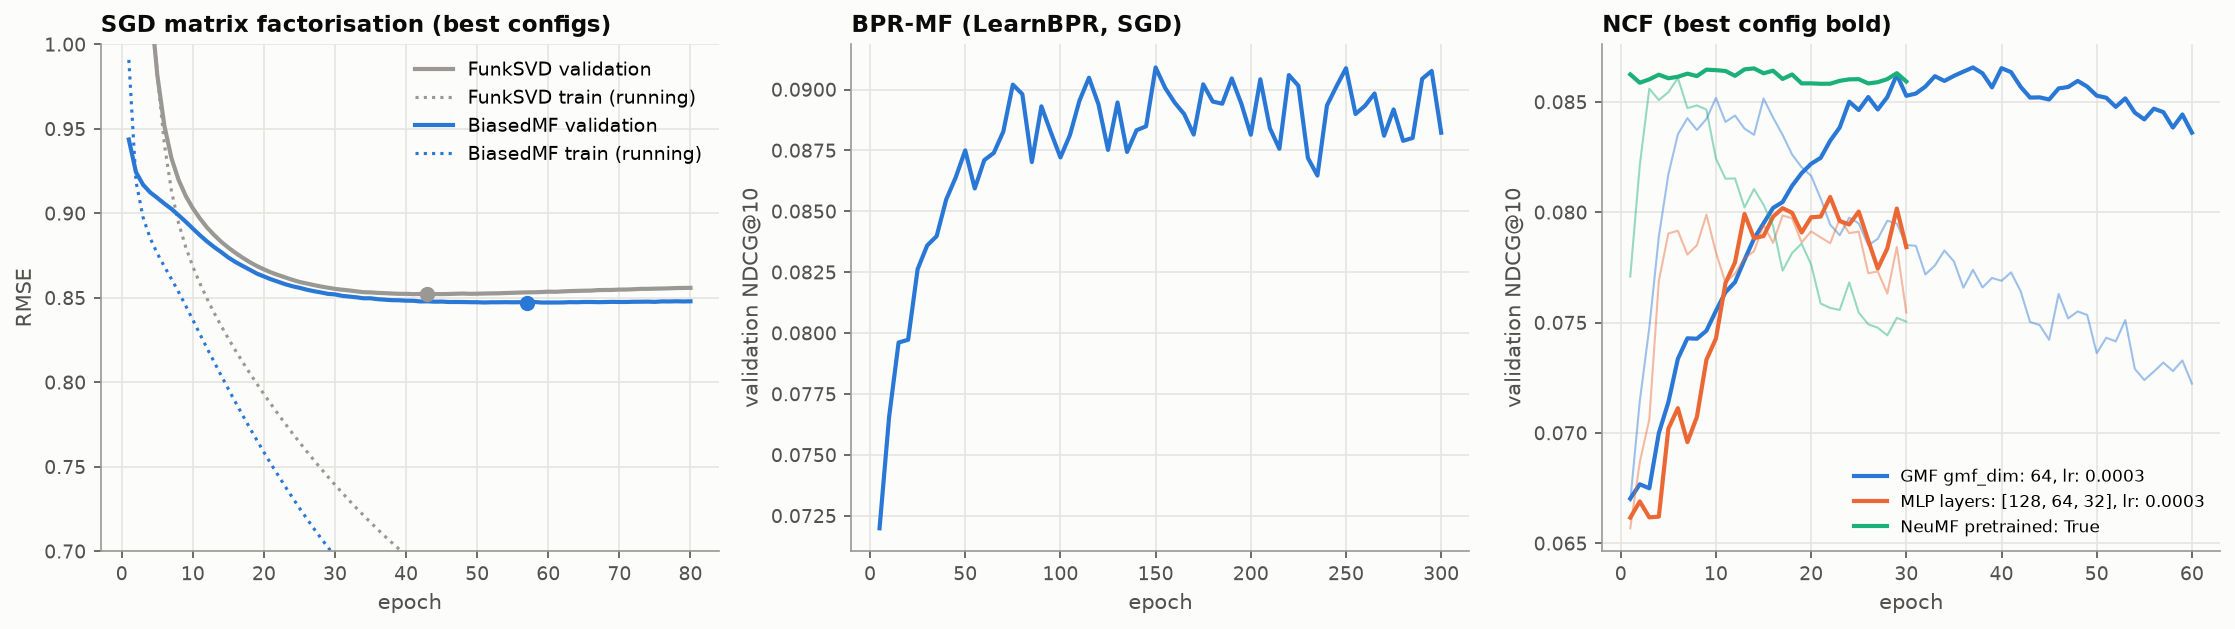 SGD matrix factorisation (best configs)
1.00
0.95
0.90
0.85
0.80
0.75
0.70
RMSE
0 10 20 30 40 50 60 70 80
epoch
FunkSVD validation
FunkSVD train (running)
BiasedMF validation
BiasedMF train (running)
BPR-MF (LearnBPR, SGD)
0.0900
0.0875
0.0850
0.0825
0.0800
0.0775
0.0750
0.0725
validation NDCG@10
0 50 100 150 200 250 300
epoch
NCF (best config bold)
0.085
0.080
0.075
0.070
0.065
validation NDCG@10
0 10 20 30 40 50 60
epoch
GMF gmf_dim: 64, lr: 0.0003
MLP layers: [128, 64, 32], lr: 0.0003
NeuMF pretrained: True